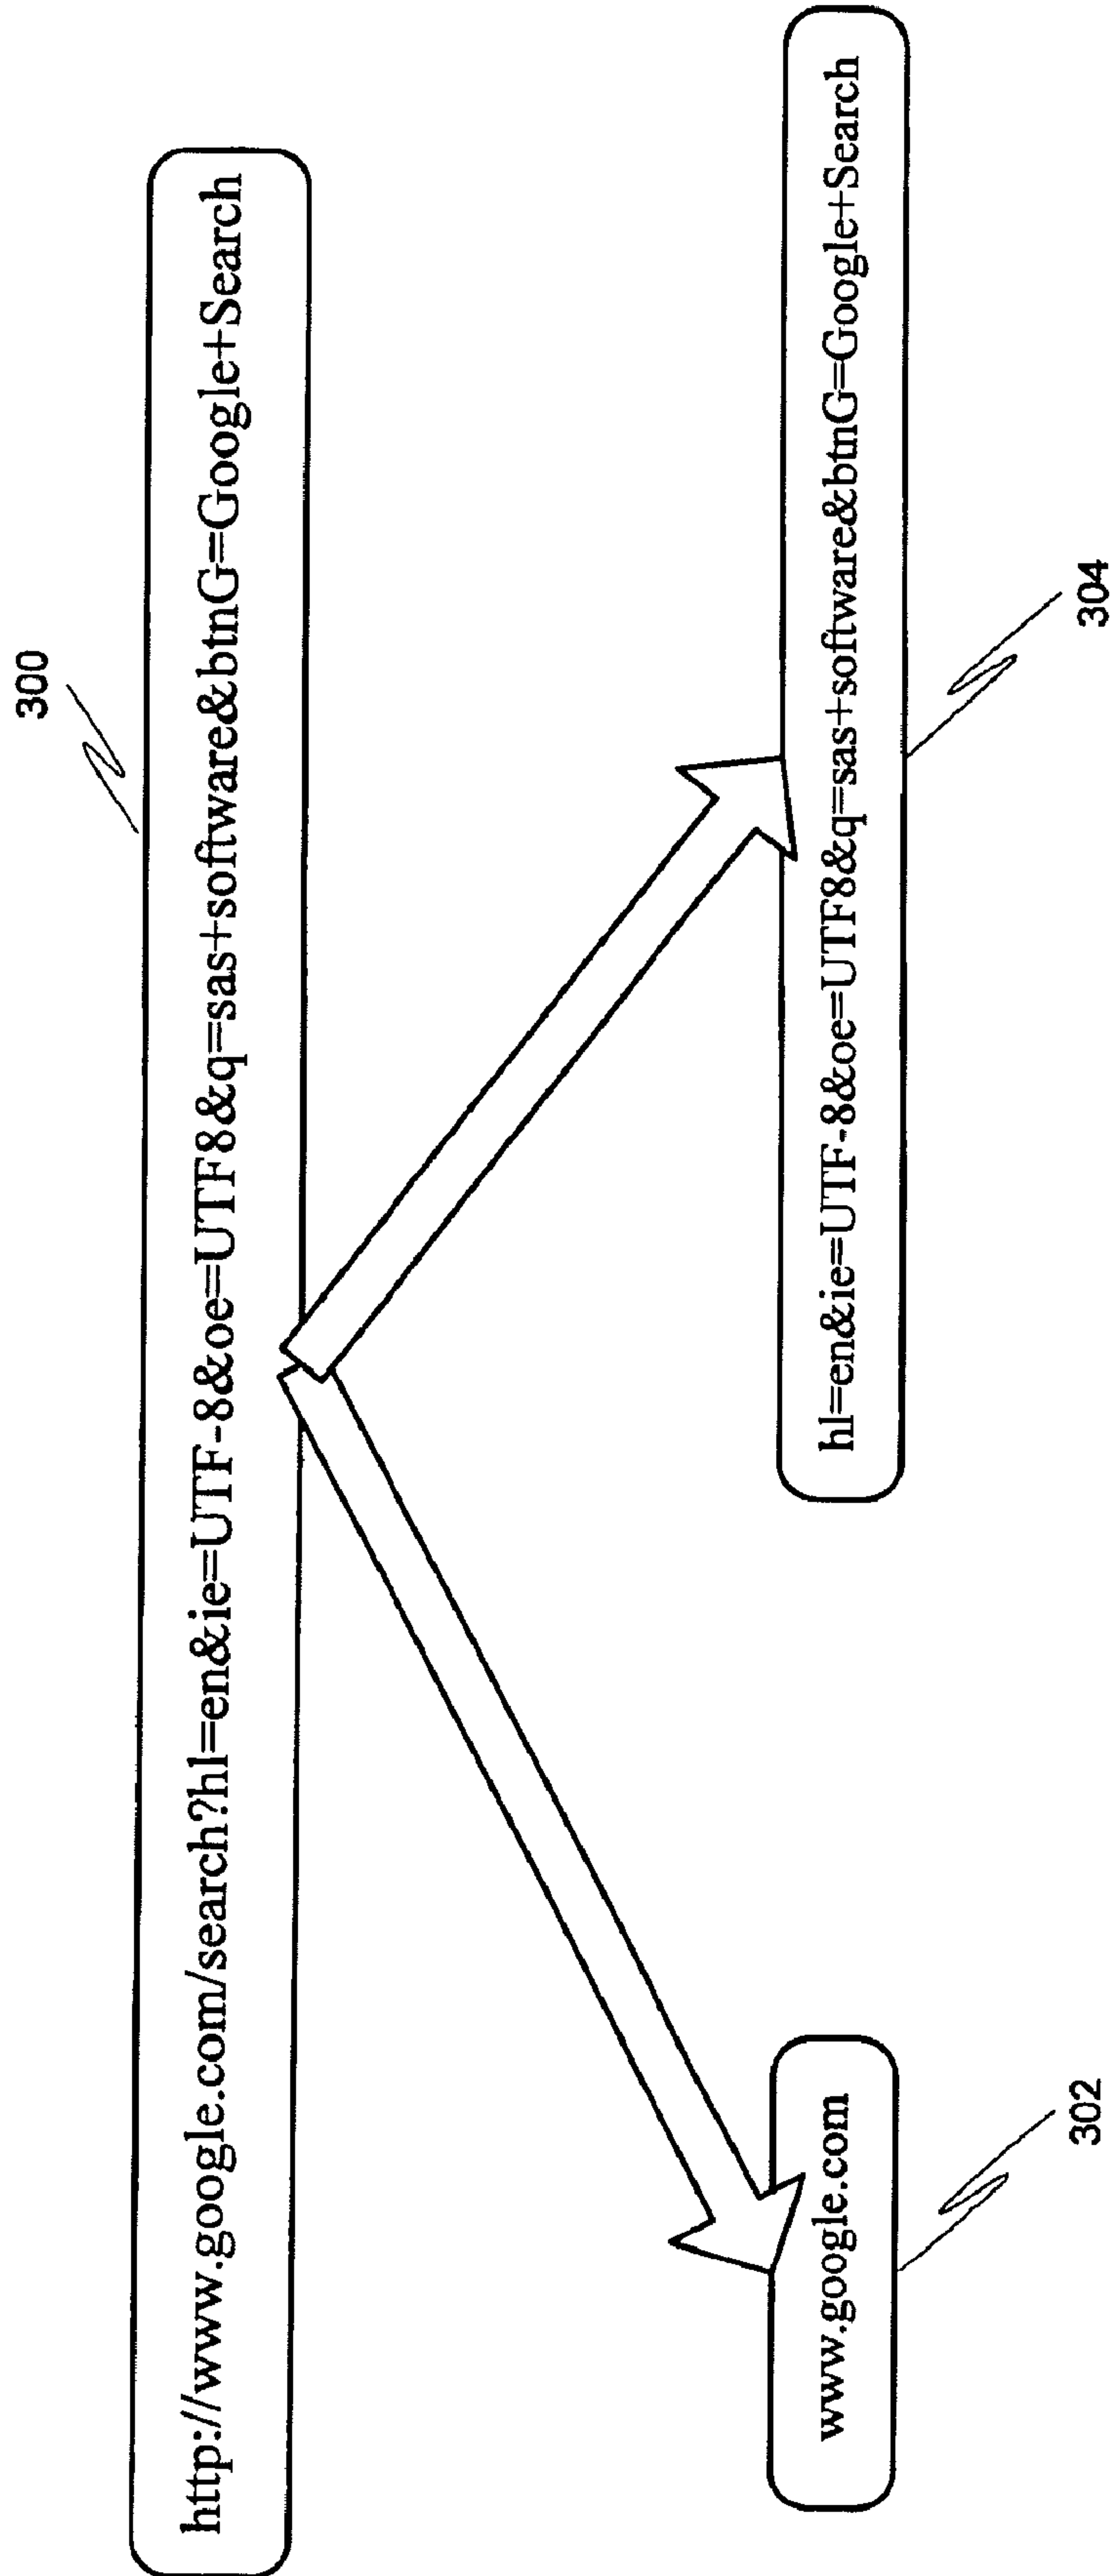 300
http://www.google.com/search?hl=en&ie=UTF-8&oe=UTF8&q=sas+software&btnG=Google+Search
www.google.com
hl=en&ie=UTF-8&oe=UTF8&q=sas+software&btnG=Google+Search
302
304